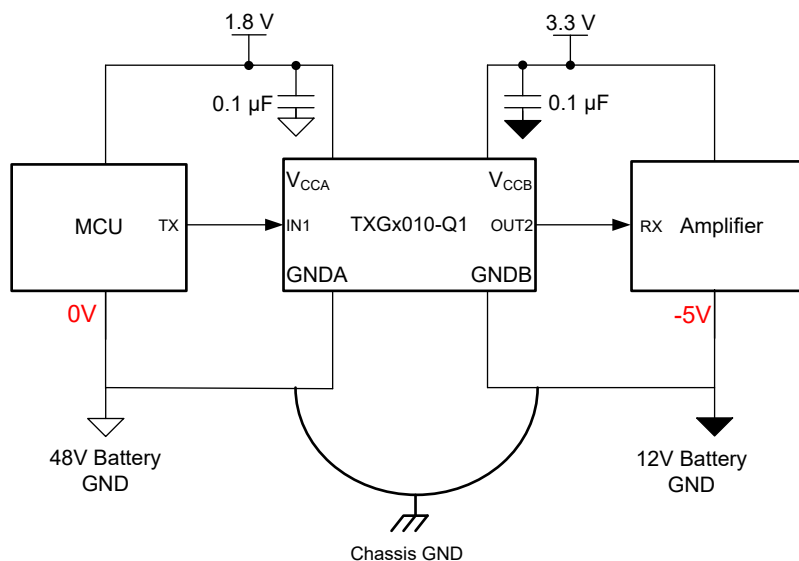 1.8 V
3.3 V
0.1 µF
0.1 µF
MCU
TX
VCCA
IN1
GNDA
TXGx010-Q1
VCCB
OUT2
GNDB
RX
Amplifier
0V
-5V
48V Battery
GND
12V Battery
GND
Chassis GND